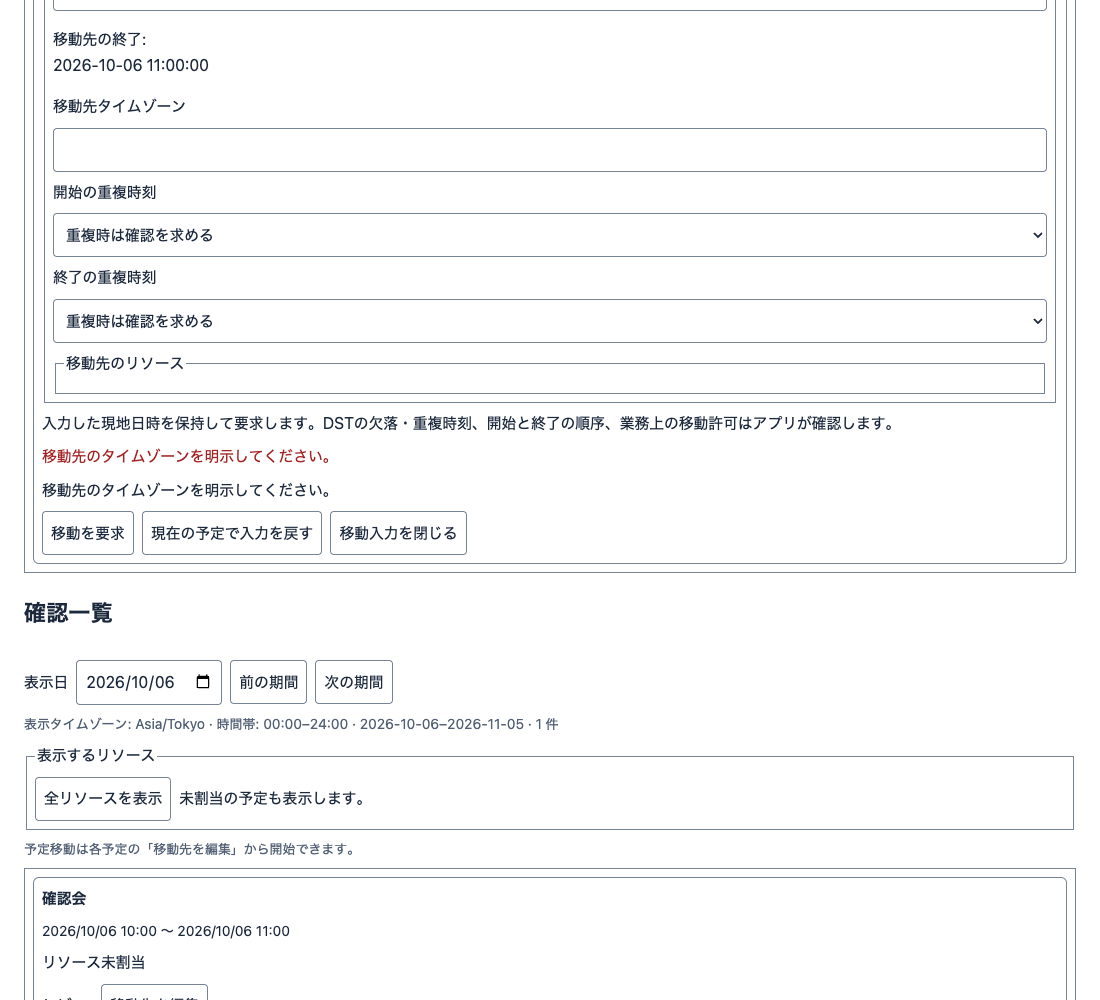 移動先の終了:
2026-10-06 11:00:00
移動先タイムゾーン
開始の重複時刻
重複時は確認を求める
終了の重複時刻
重複時は確認を求める
移動先のリソース
入力した現地日時を保持して要求します。DSTの欠落・重複時刻、開始と終了の順序、業務上の移動許可はアプリが確認します。
移動先のタイムゾーンを明示してください。
移動先のタイムゾーンを明示してください。
移動を要求 現在の予定で入力を戻す 移動入力を閉じる
確認一覧
表示日 2026/10/06 前の期間 次の期間
表示タイムゾーン: Asia/Tokyo · 時間帯: 00:00–24:00 · 2026-10-06–2026-11-05 · 1 件
表示するリソース
全リソースを表示 未割当の予定も表示します。
予定移動は各予定の「移動先を編集」から開始できます。
確認会
2026/10/06 10:00 〜 2026/10/06 11:00
リソース未割当